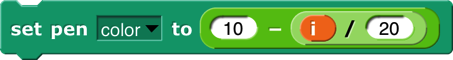 set pen color to 10 - i / 20